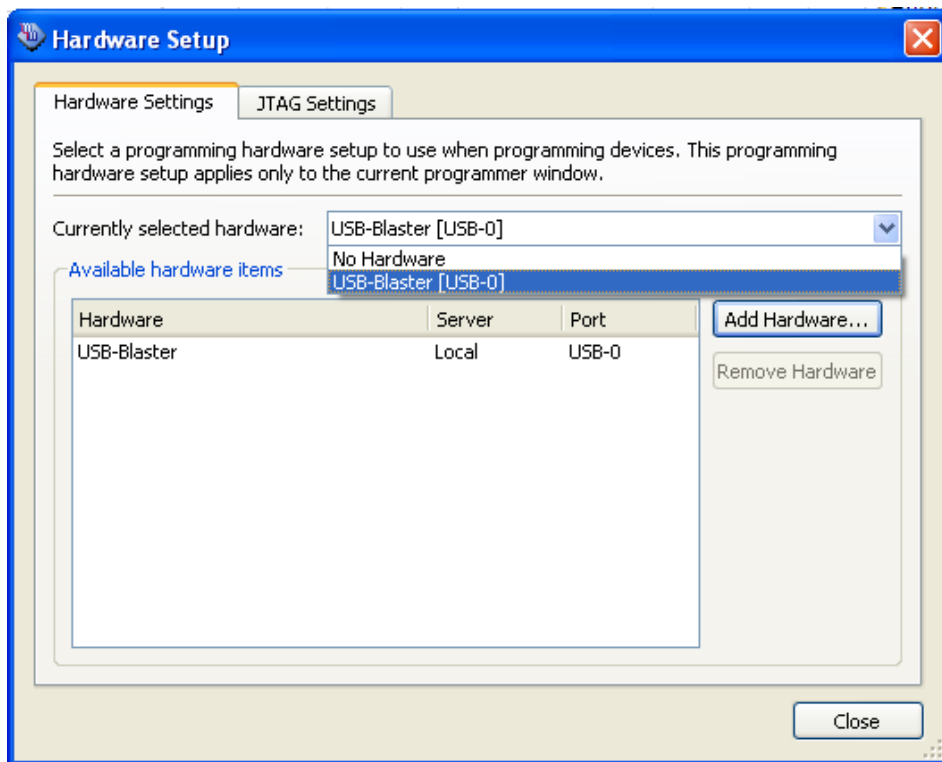 Hardware Setup
Hardware Settings
JTAG Settings
Select a programming hardware setup to use when programming devices. This programming
hardware setup applies only to the current programmer window.
Currently selected hardware:
USB-Blaster [USB-0]
No Hardware
USB-Blaster [USB-0]
Available hardware items
Hardware Server Port
USB-Blaster Local USB-0
Add Hardware...
Remove Hardware
Close